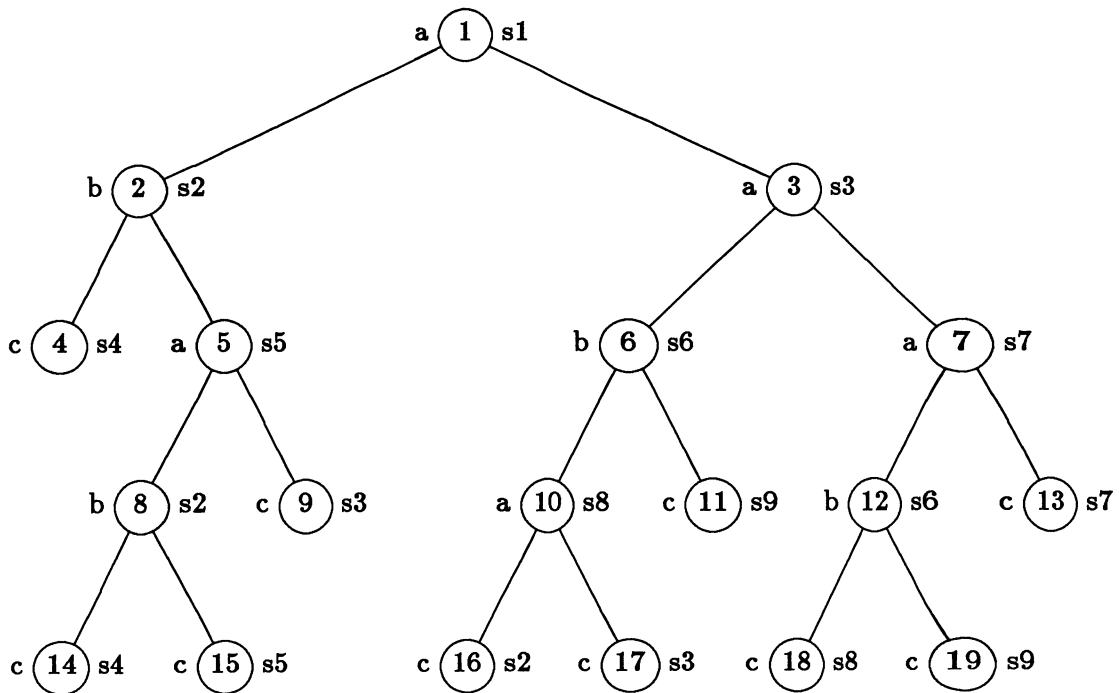 a 1 s1
b 2 s2 a 3 s3
c 4 s4 a 5 s5 b 6 s6 a 7 s7
b 8 s2 c 9 s3 a 10 s8 c 11 s9 b 12 s6 c 13 s7
c 14 s4 c 15 s5 c 16 s2 c 17 s3 c 18 s8 c 19 s9